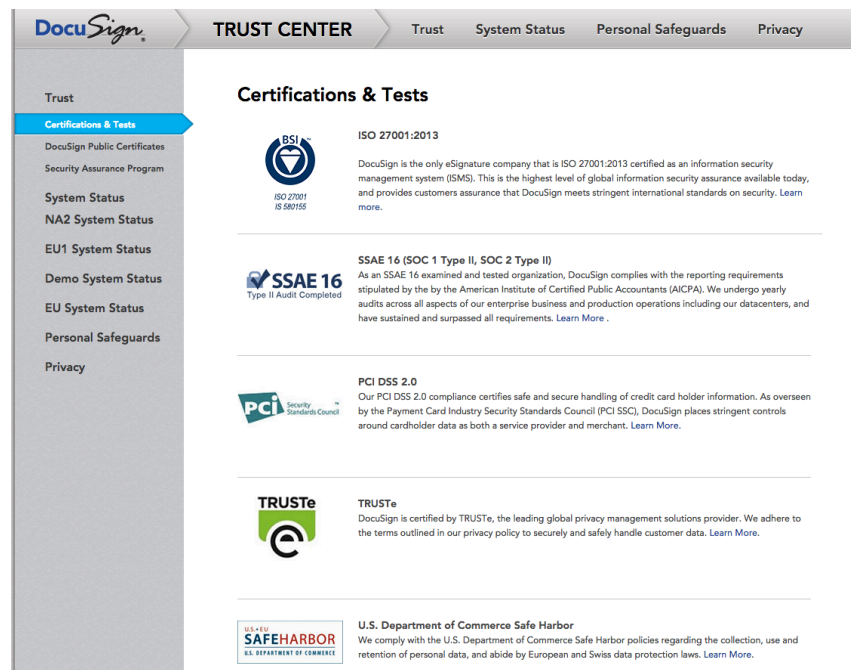 DocuSign®
TRUST CENTER
Trust
System Status
Personal Safeguards
Privacy
Trust
Certifications & Tests
DocuSign Public Certificates
Security Assurance Program
System Status
NA2 System Status
EU1 System Status
Demo System Status
EU System Status
Personal Safeguards
Privacy
Certifications & Tests
BSI
ISO 27001
IS 580155
ISO 27001:2013
DocuSign is the only eSignature company that is ISO 27001:2013 certified as an information security
management system (ISMS). This is the highest level of global information security assurance available today,
and provides customers assurance that DocuSign meets stringent international standards on security. Learn
more.
SSAE 16
Type II Audit Completed
SSAE 16 (SOC 1 Type II, SOC 2 Type II)
As an SSAE 16 examined and tested organization, DocuSign complies with the reporting requirements
stipulated by the by the American Institute of Certified Public Accountants (AICPA). We undergo yearly
audits across all aspects of our enterprise business and production operations including our datacenters, and
have sustained and surpassed all requirements. Learn More .
PCI Security ™
Standards Council
PCI DSS 2.0
Our PCI DSS 2.0 compliance certifies safe and secure handling of credit card holder information. As overseen
by the Payment Card Industry Security Standards Council (PCI SSC), DocuSign places stringent controls
around cardholder data as both a service provider and merchant. Learn More.
TRUSTe
e
TRUSTe
DocuSign is certified by TRUSTe, the leading global privacy management solutions provider. We adhere to
the terms outlined in our privacy policy to securely and safely handle customer data. Learn More.
U.S.•EU
SAFEHARBOR
U.S. DEPARTMENT OF COMMERCE
U.S. Department of Commerce Safe Harbor
We comply with the U.S. Department of Commerce Safe Harbor policies regarding the collection, use and
retention of personal data, and abide by European and Swiss data protection laws. Learn More.